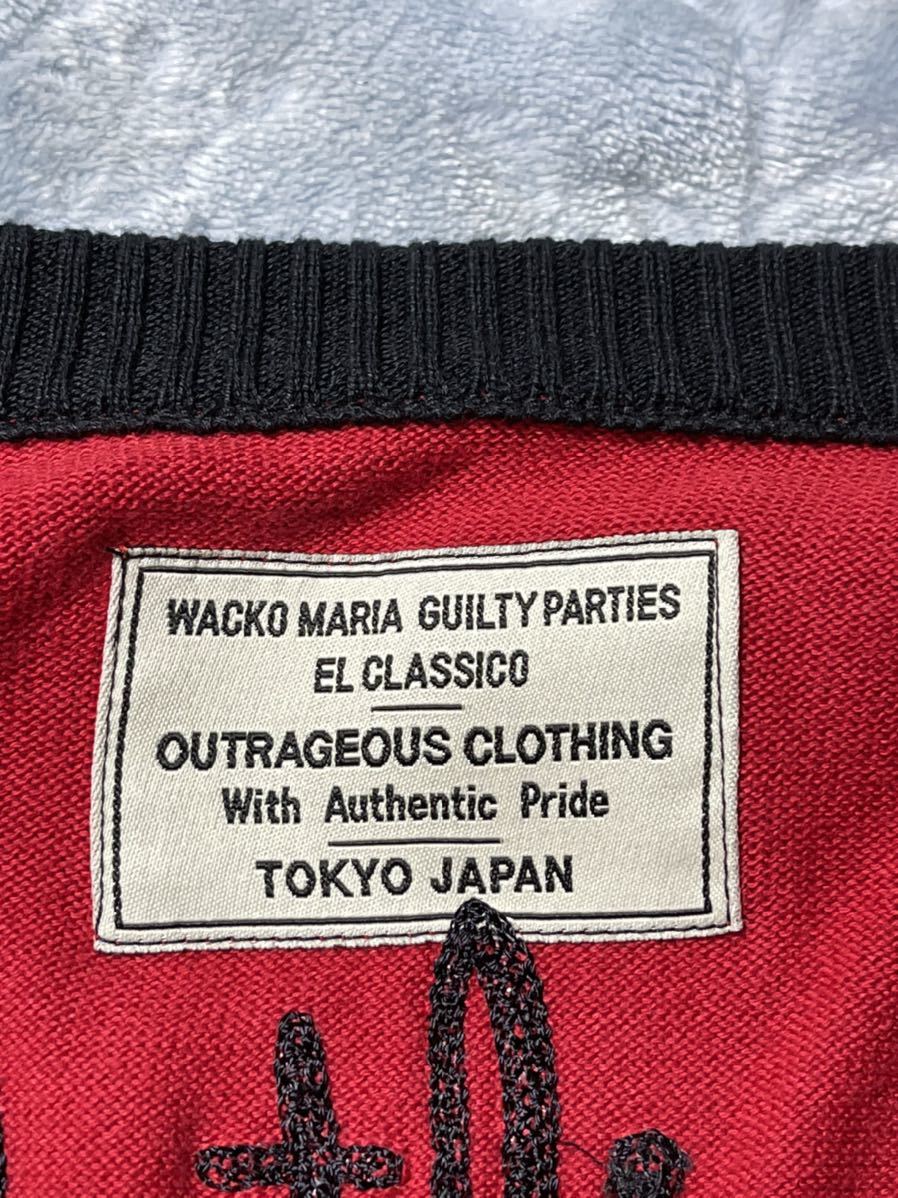 WACKO MARIA GUILTY PARTIES
EL CLASSICO
OUTRAGEOUS CLOTHING
With Authentic Pride
TOKYO JAPAN